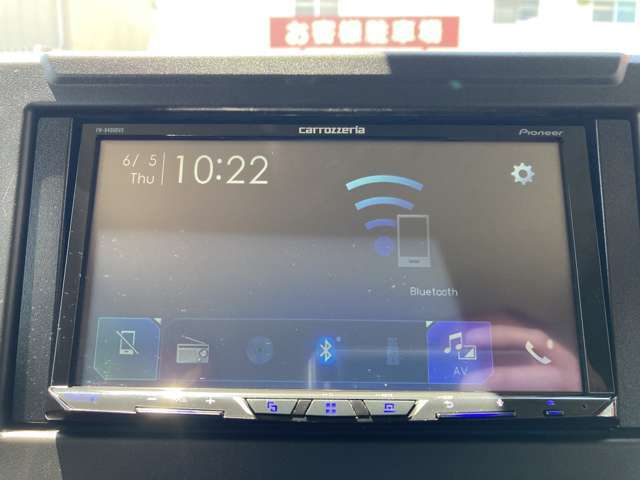 お客様駐車場
carrozzeria
Pioneer
6/ 5
Thu
10:22
Bluetooth
AV